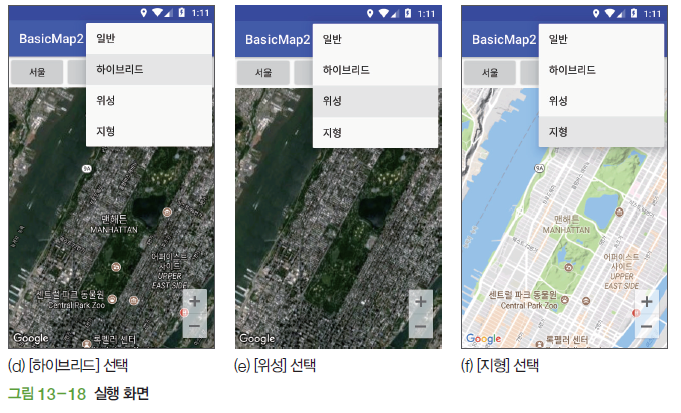 1:11
BasicMap2
일반
하이브리드
위성
지형
서울
9A
맨해튼
MANHATTAN
어퍼이스트
사이드
UPPER
EAST SIDE
센트럴 파크 동물원
Central Park Zoo
록펠러 센터
Google
+
−
(d) [하이브리드] 선택
1:11
BasicMap2
일반
하이브리드
위성
지형
서울
Google
+
−
(e) [위성] 선택
1:11
BasicMap2
일반
하이브리드
위성
지형
서울
9A
맨해튼
MANHATTAN
어퍼이스트
사이드
UPPER
EAST SIDE
센트럴 파크 동물원
Central Park Zoo
록펠러 센터
Google
+
−
(f) [지형] 선택
그림 13-18 실행 화면